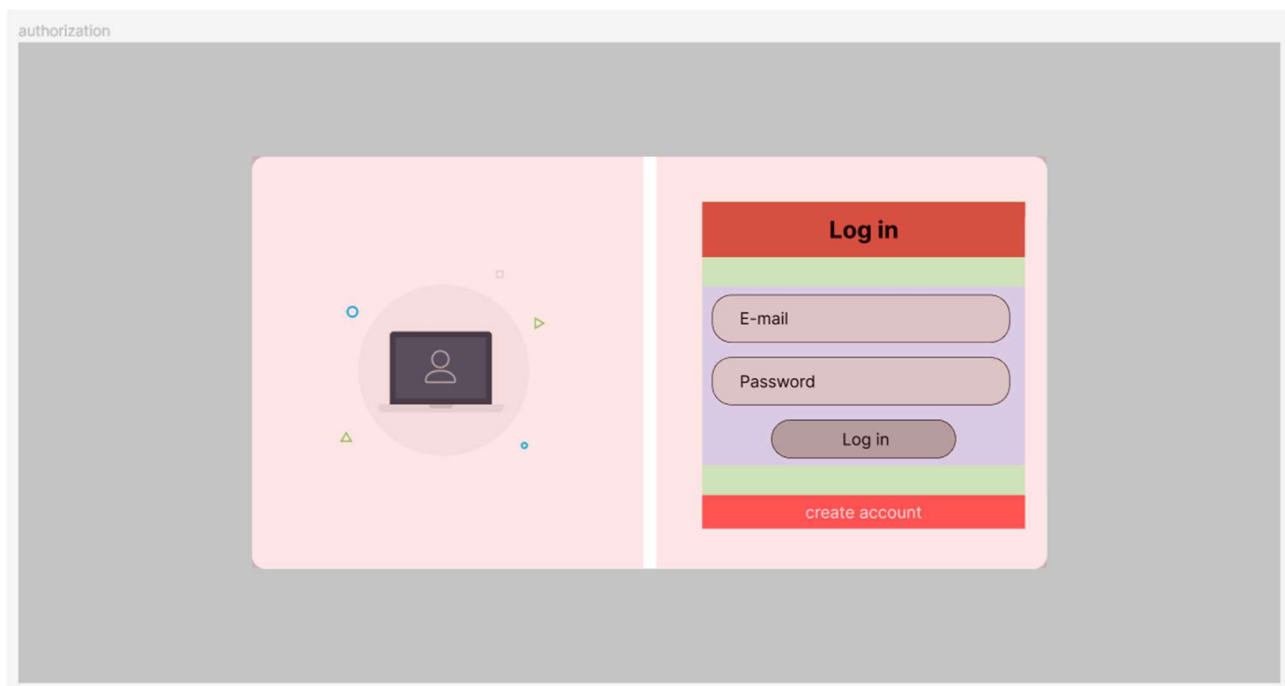 authorization
Log in
E-mail
Password
Log in
create account